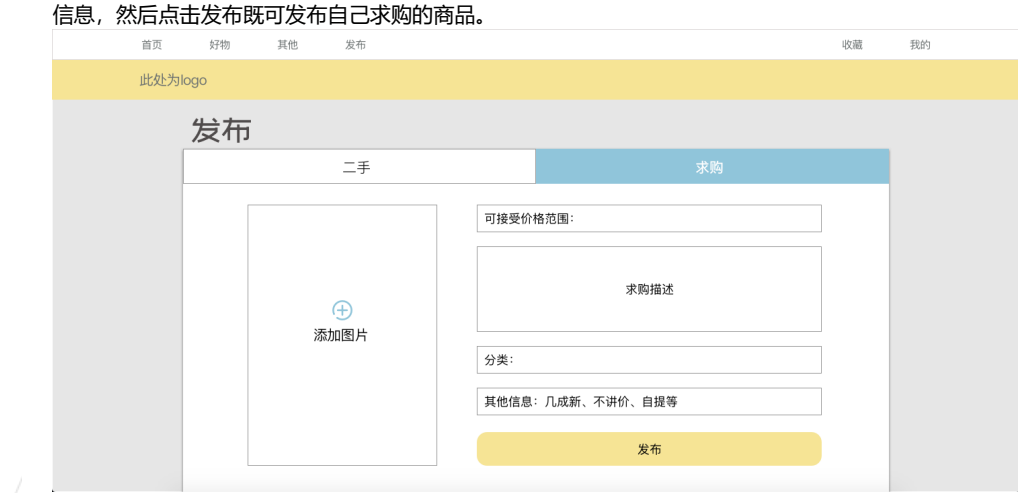 信息，然后点击发布既可发布自己求购的商品。
首页 好物 其他 发布 收藏 我的
此处为logo
发布
二手 求购
可接受价格范围：
求购描述
添加图片
分类：
其他信息：几成新、不讲价、自提等
发布